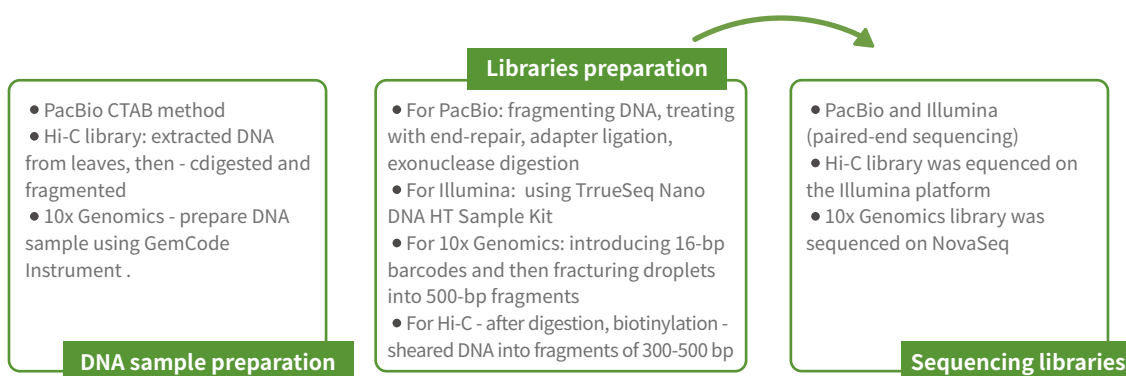 ● PacBio CTAB method
● Hi-C library: extracted DNA
from leaves, then - cdigested and
fragmented
● 10x Genomics - prepare DNA
sample using GemCode
Instrument .
DNA sample preparation
Libraries preparation
● For PacBio: fragmenting DNA, treating
with end-repair, adapter ligation,
exonuclease digestion
● For Illumina: using TrrueSeq Nano
DNA HT Sample Kit
● For 10x Genomics: introducing 16-bp
barcodes and then fracturing droplets
into 500-bp fragments
● For Hi-C - after digestion, biotinylation -
sheared DNA into fragments of 300-500 bp
● PacBio and Illumina
(paired-end sequencing)
● Hi-C library was equenced on
the Illumina platform
● 10x Genomics library was
sequenced on NovaSeq
Sequencing libraries